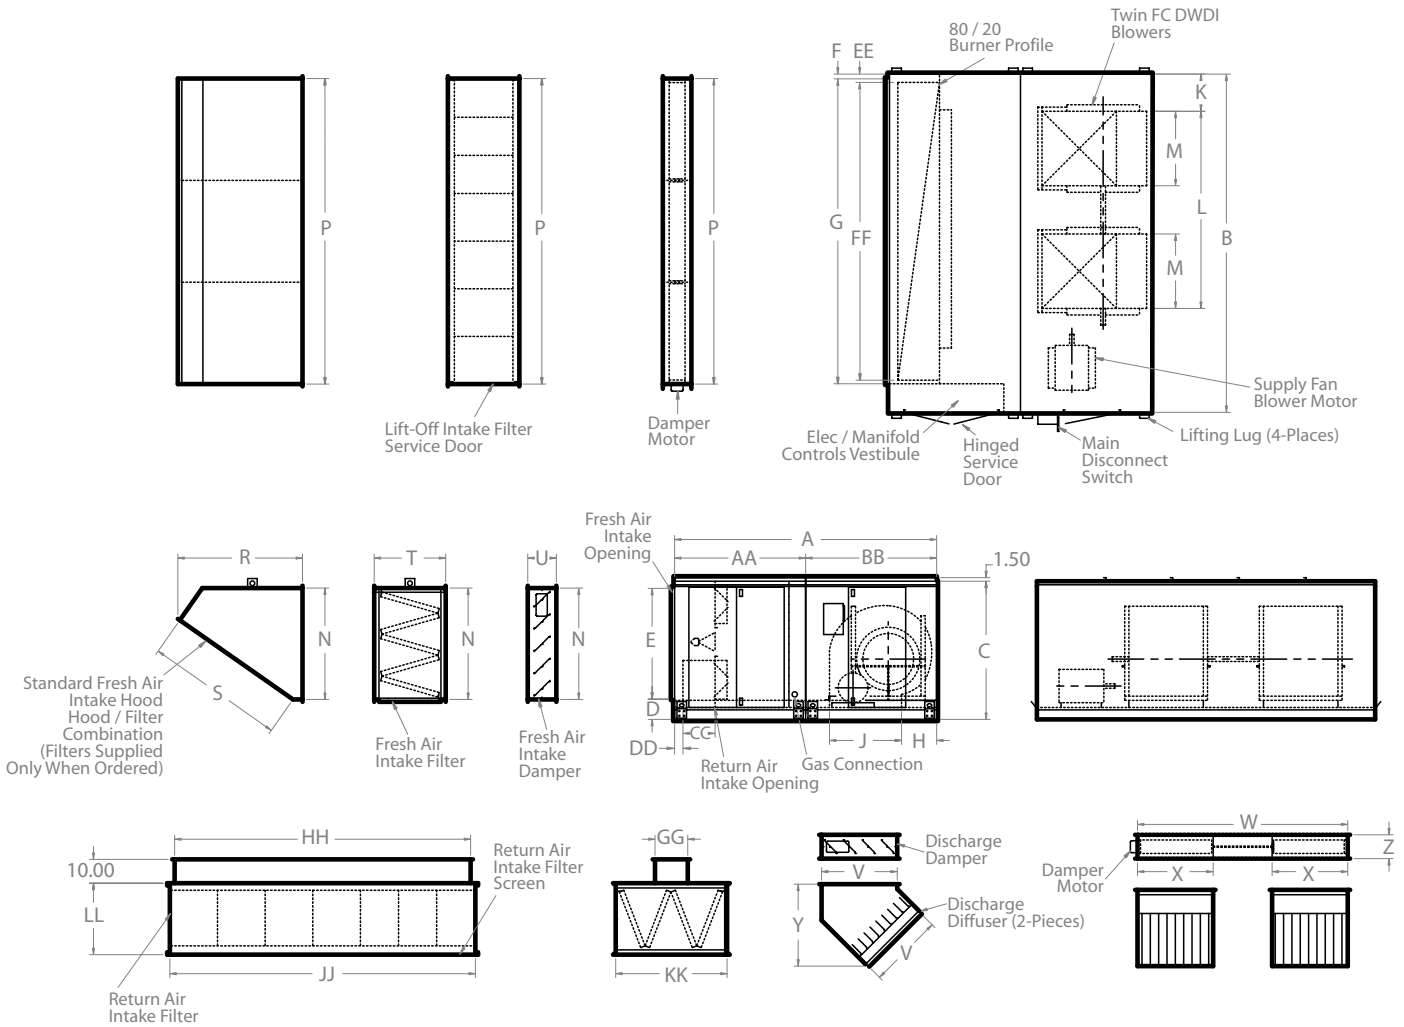 Twin FC DWDI
Blowers
80 / 20
Burner Profile
F
EE
K
M
P
P
P
G
FF
L
B
M
Supply Fan
Blower Motor
Lift-Off Intake Filter
Service Door
Damper
Motor
Elec / Manifold
Controls Vestibule
Hinged
Service
Door
Main
Disconnect
Switch
Lifting Lug (4-Places)
Fresh Air
Intake
Opening
A
R
T
U
AA
BB
1.50
N
N
N
E
C
S
Standard Fresh Air
Intake Hood
Hood / Filter
Combination
(Filters Supplied
Only When Ordered)
Fresh Air
Intake Filter
Fresh Air
Intake
Damper
D
CC
DD
J
H
Return Air
Intake Opening
Gas Connection
HH
10.00
LL
JJ
Return Air
Intake Filter
Screen
Return Air
Intake Filter
GG
KK
Discharge
Damper
V
Y
Discharge
Diffuser (2-Pieces)
V
W
Z
Damper
Motor
X
X